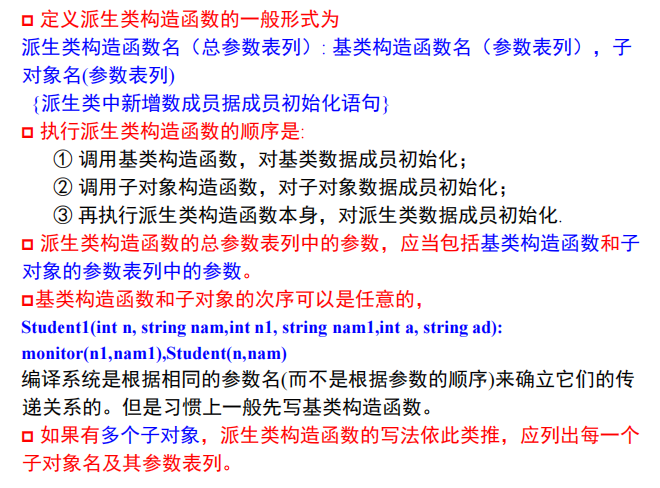 定义派生类构造函数的一般形式为
派生类构造函数名（总参数表列）: 基类构造函数名（参数表列），子
对象名(参数表列)
{派生类中新增数成员据成员初始化语句}
执行派生类构造函数的顺序是:
① 调用基类构造函数，对基类数据成员初始化；
② 调用子对象构造函数，对子对象数据成员初始化；
③ 再执行派生类构造函数本身，对派生类数据成员初始化.
派生类构造函数的总参数表列中的参数，应当包括基类构造函数和子
对象的参数表列中的参数。
基类构造函数和子对象的次序可以是任意的，
Student1(int n, string nam,int n1, string nam1,int a, string ad):
monitor(n1,nam1),Student(n,nam)
编译系统是根据相同的参数名(而不是根据参数的顺序)来确立它们的传
递关系的。但是习惯上一般先写基类构造函数。
如果有多个子对象，派生类构造函数的写法依此类推，应列出每一个
子对象名及其参数表列。